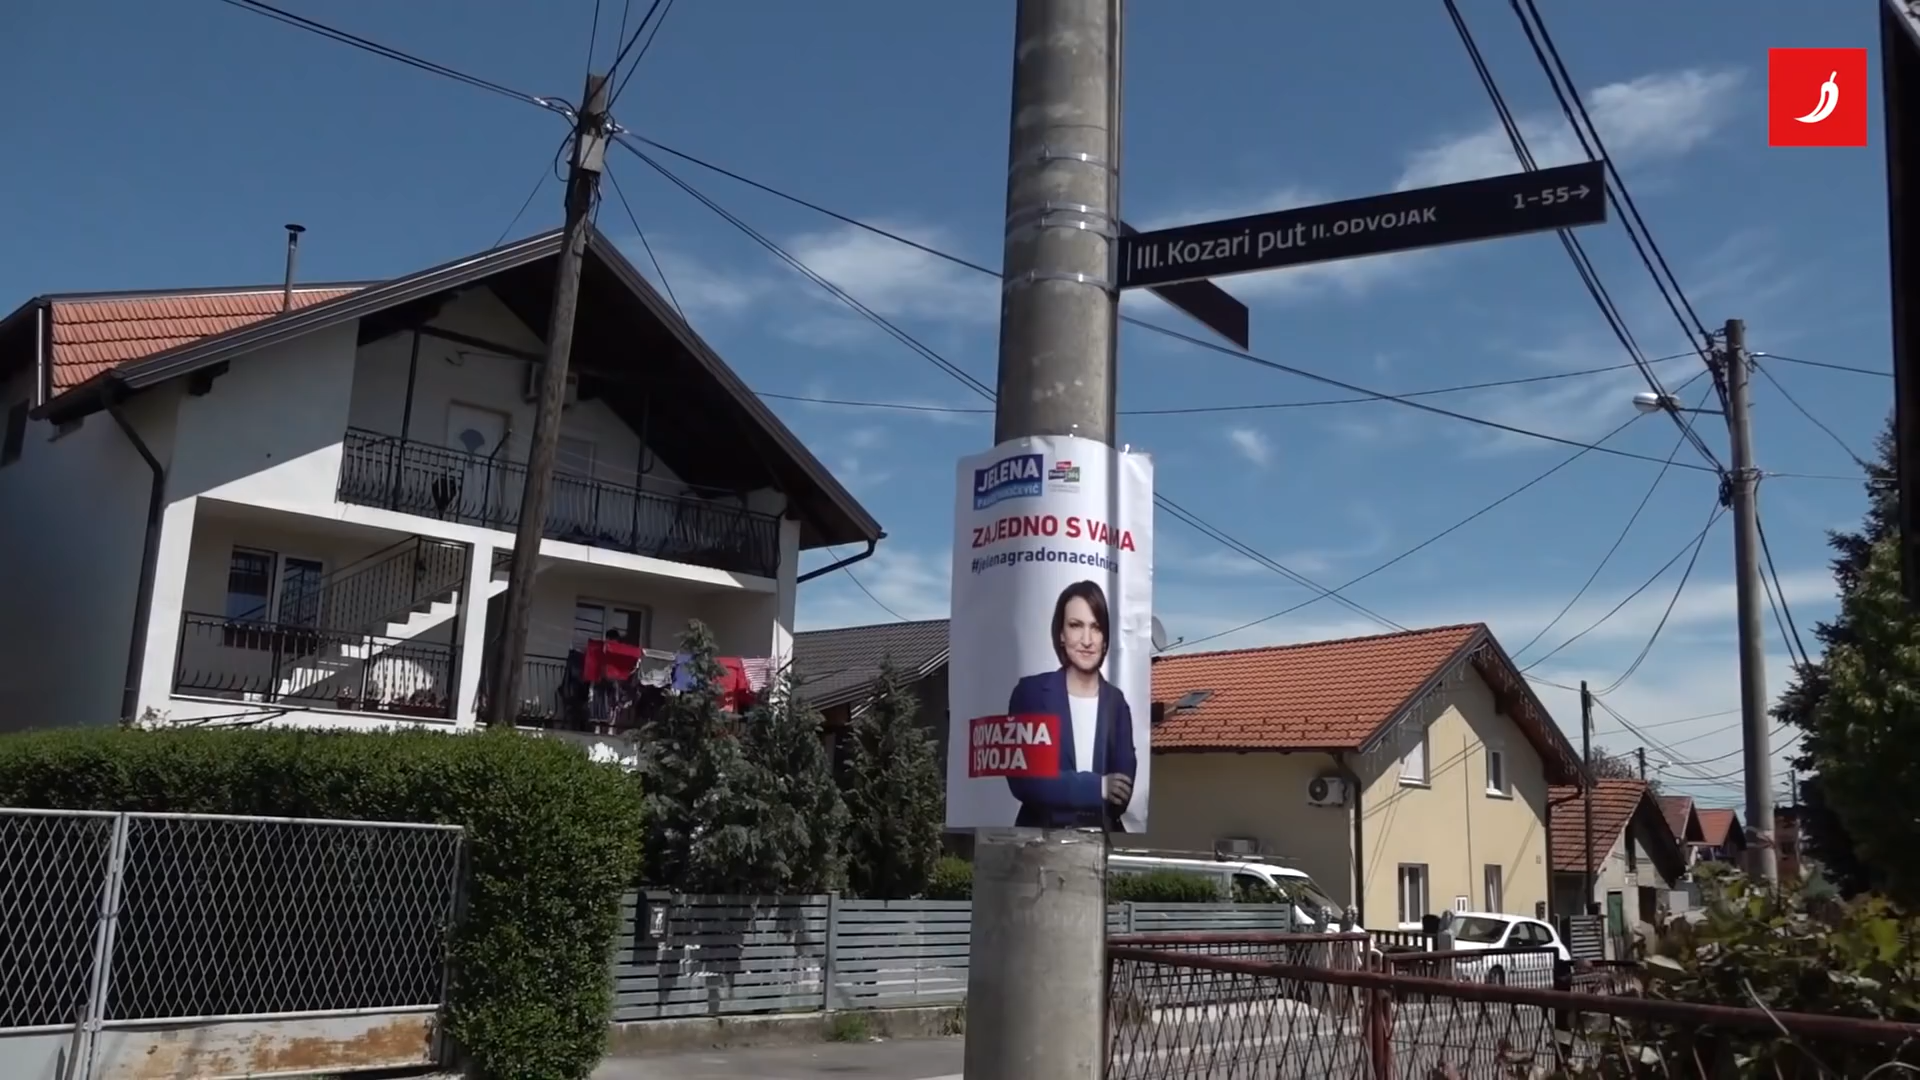 III. Kozari put II. ODVOJAK 1-55→
JELENA
ZAJEDNO S VAMA
#jelenagradonacelnica
ODVAŽNA
I SVOJA